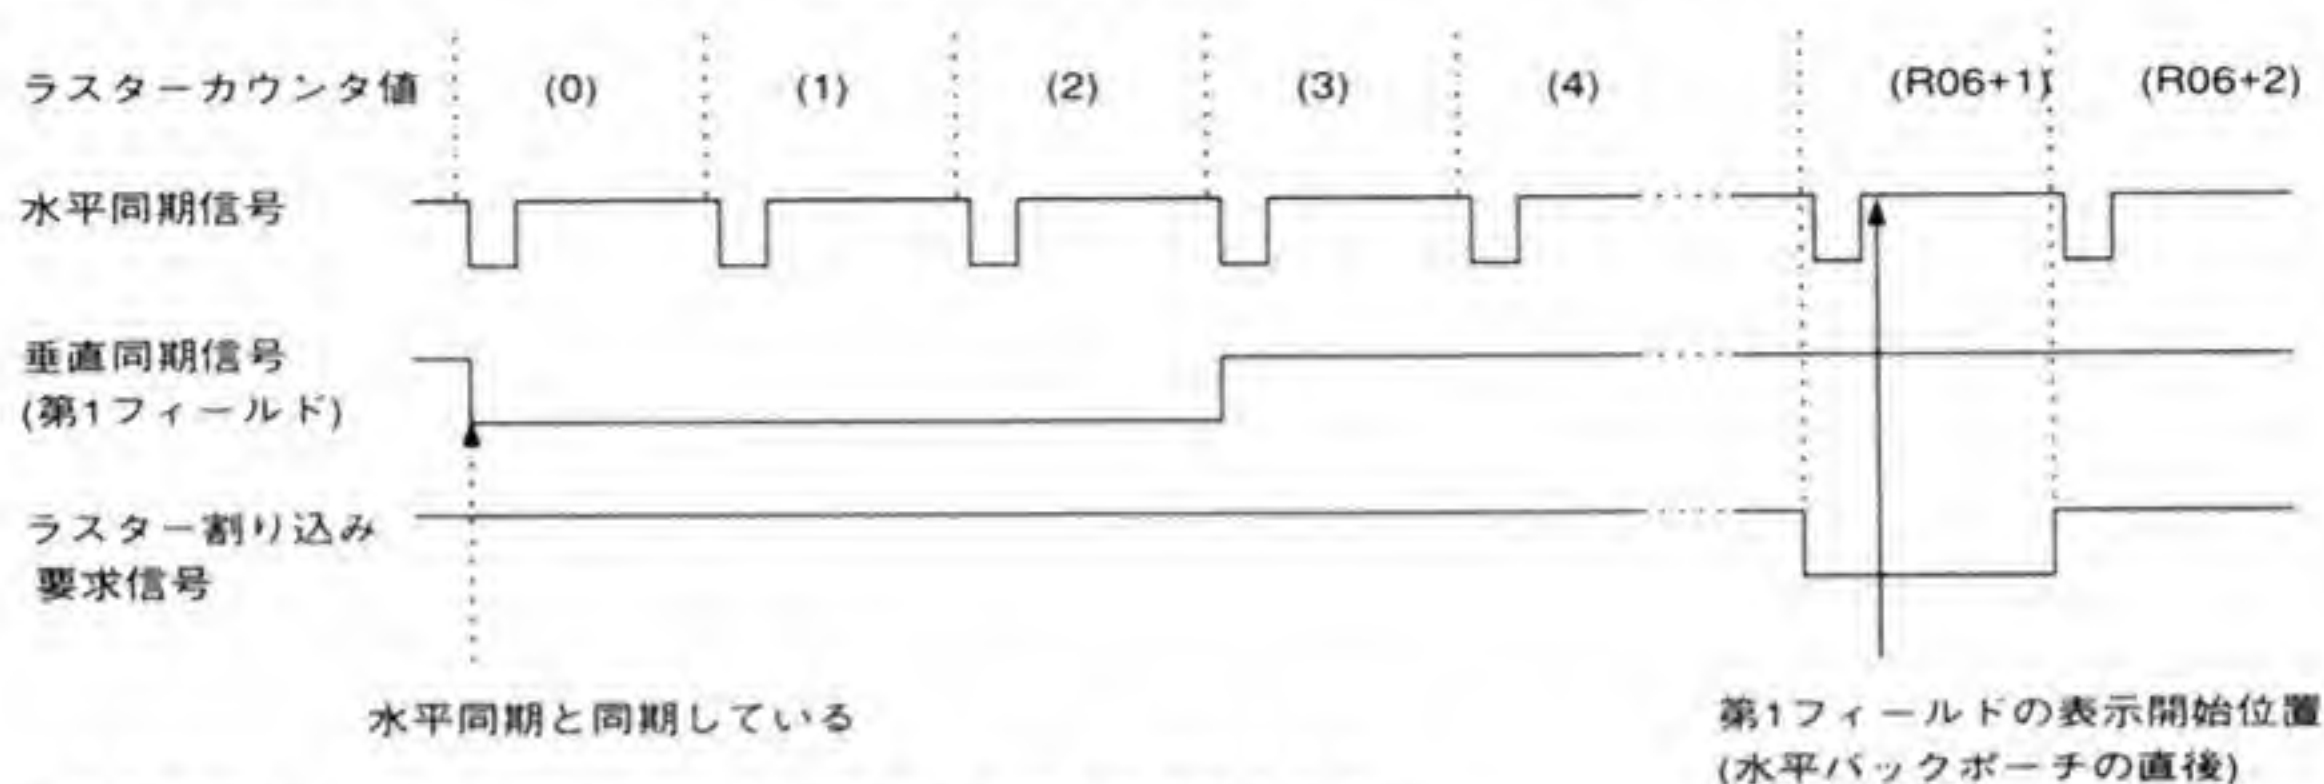 ラスターカウンタ値 (0) (1) (2) (3) (4) (R06+1) (R06+2)
水平同期信号
垂直同期信号
(第1フィールド)
ラスター割り込み
要求信号
水平同期と同期している
第1フィールドの表示開始位置
(水平バックポーチの直後)